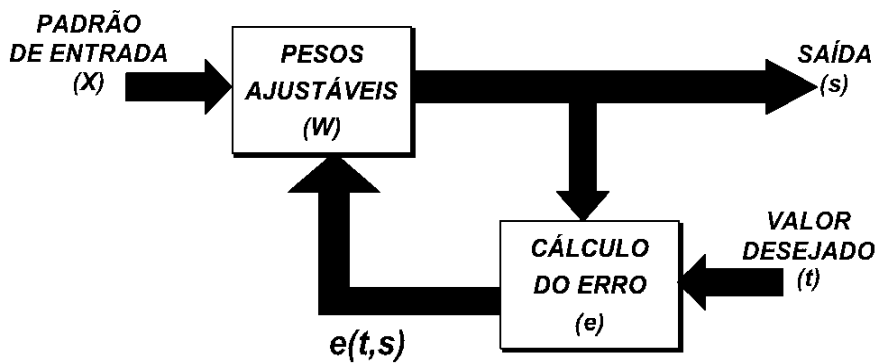 PADRÃO
DE ENTRADA
(X)
PESOS
AJUSTÁVEIS
(W)
SAÍDA
(s)
CÁLCULO
DO ERRO
(e)
VALOR
DESEJADO
(t)
e(t,s)